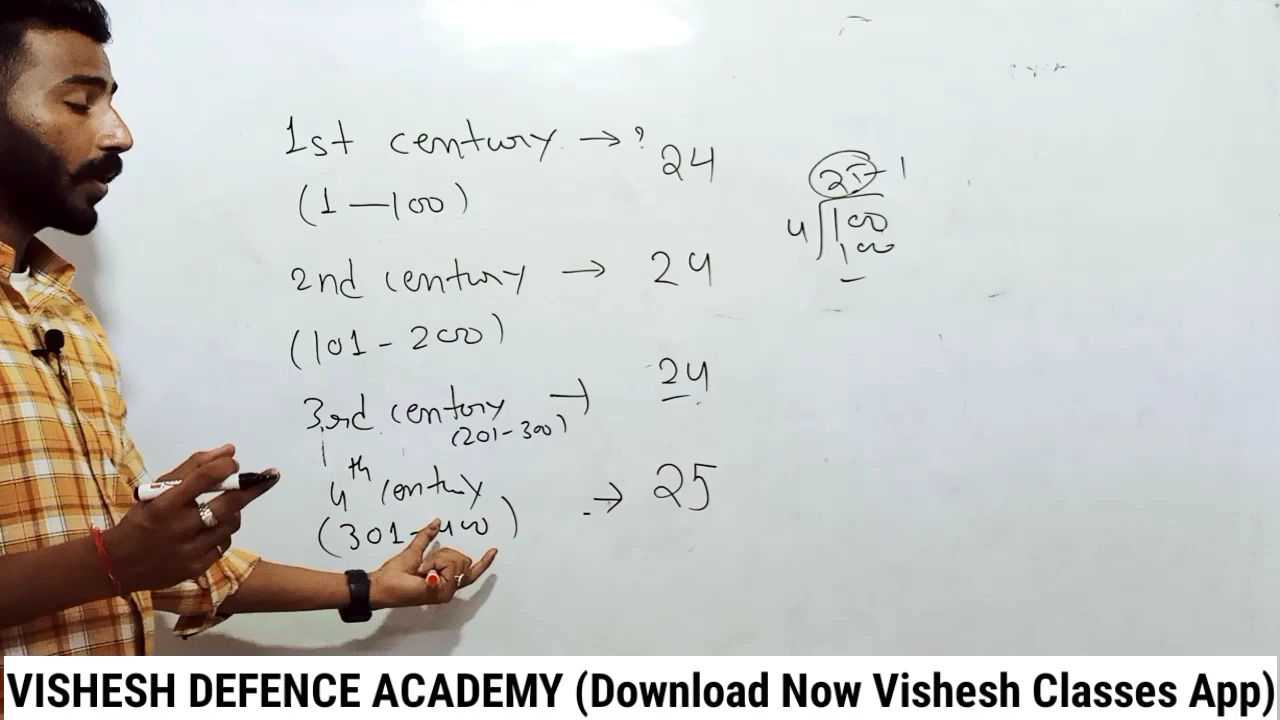 1st century → ? 24
(1 — 100)
2nd century → 24
(101 - 200)
3rd century → 24
(201 - 300)
4th century → 25
(301 - 400)
25 - 1
4 100
100
VISHESH DEFENCE ACADEMY (Download Now Vishesh Classes App)